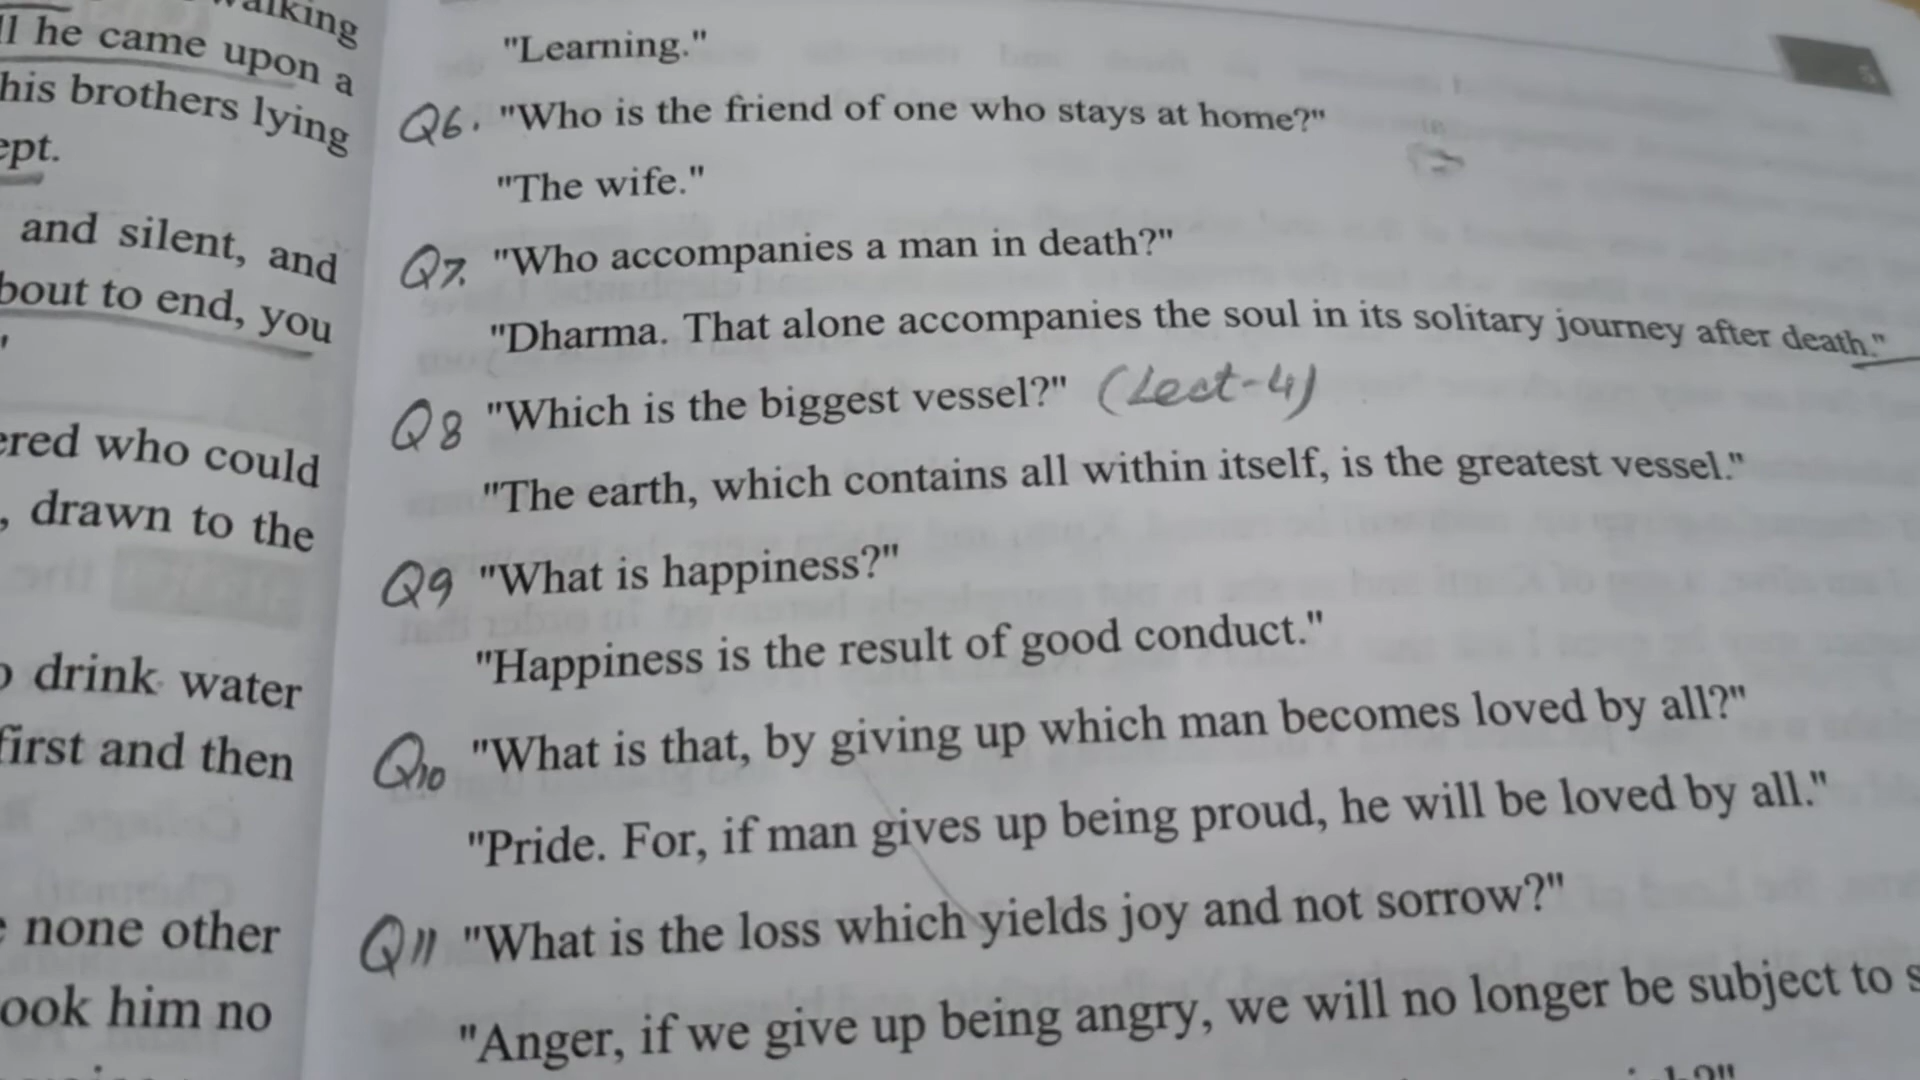 walking
he came upon a
his brothers lying
and silent, and
to end, you
who could
, drawn to the
drink water
first and then
none other
him no
"Learning."
Q6. "Who is the friend of one who stays at home?"
"The wife."
Q7. "Who accompanies a man in death?"
"Dharma. That alone accompanies the soul in its solitary journey after death."
Q8 "Which is the biggest vessel?" (Lect-4)
"The earth, which contains all within itself, is the greatest vessel."
Q9 "What is happiness?"
"Happiness is the result of good conduct."
Q10 "What is that, by giving up which man becomes loved by all?"
"Pride. For, if man gives up being proud, he will be loved by all."
Q11 "What is the loss which yields joy and not sorrow?"
"Anger, if we give up being angry, we will no longer be subject to